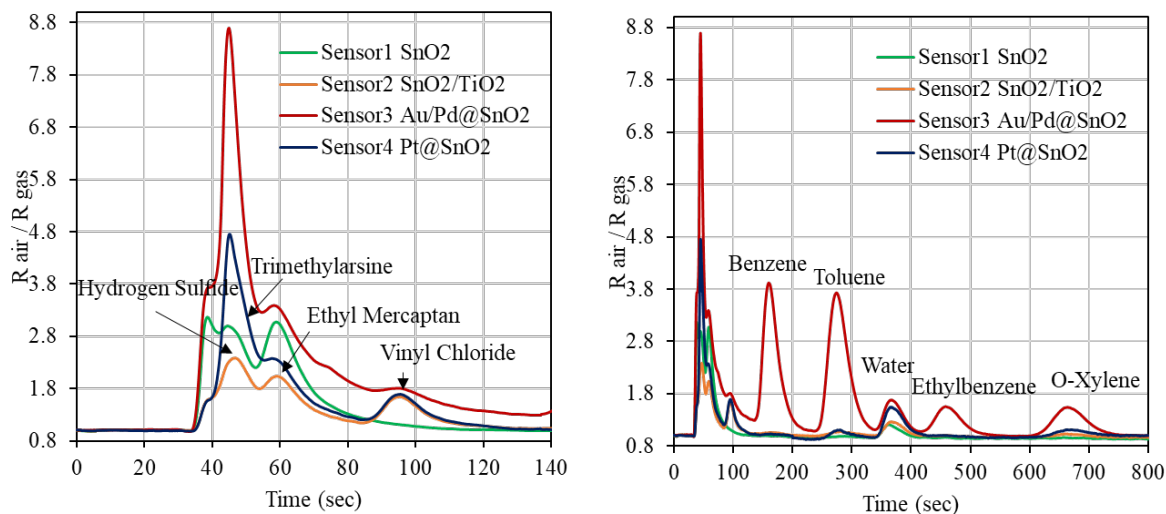 8.8
7.8
6.8
5.8
4.8
3.8
2.8
1.8
0.8
R air / R gas
Sensor1 SnO2
Sensor2 SnO2/TiO2
Sensor3 Au/Pd@SnO2
Sensor4 Pt@SnO2
Trimethylarsine
Hydrogen Sulfide
Ethyl Mercaptan
Vinyl Chloride
0 20 40 60 80 100 120 140
Time (sec)
8.8
7.8
6.8
5.8
4.8
3.8
2.8
1.8
0.8
R air / R gas
Sensor1 SnO2
Sensor2 SnO2/TiO2
Sensor3 Au/Pd@SnO2
Sensor4 Pt@SnO2
Benzene
Toluene
Water
Ethylbenzene
O-Xylene
0 100 200 300 400 500 600 700 800
Time (sec)